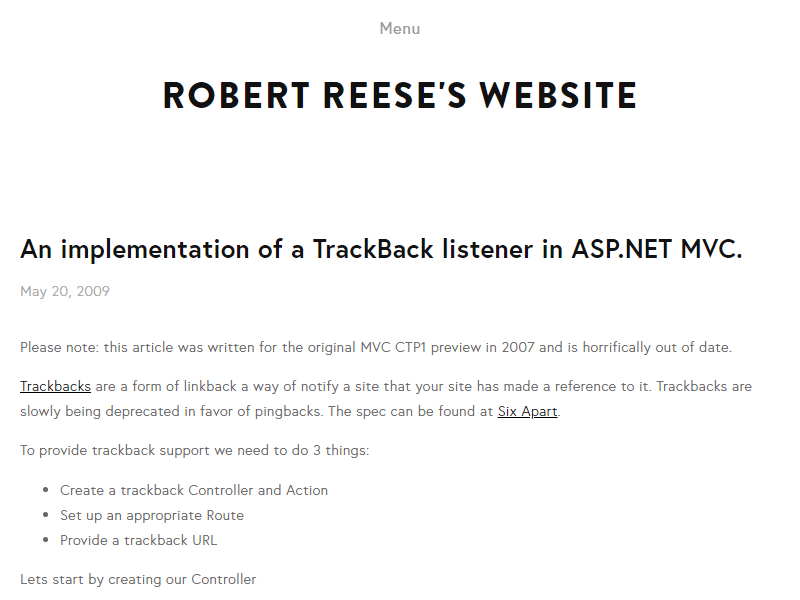 Menu
ROBERT REESE'S WEBSITE
An implementation of a TrackBack listener in ASP.NET MVC.
May 20, 2009
Please note: this article was written for the original MVC CTP1 preview in 2007 and is horrifically out of date.
Trackbacks are a form of linkback a way of notify a site that your site has made a reference to it. Trackbacks are
slowly being deprecated in favor of pingbacks. The spec can be found at Six Apart.
To provide trackback support we need to do 3 things:
• Create a trackback Controller and Action
• Set up an appropriate Route
• Provide a trackback URL
Lets start by creating our Controller